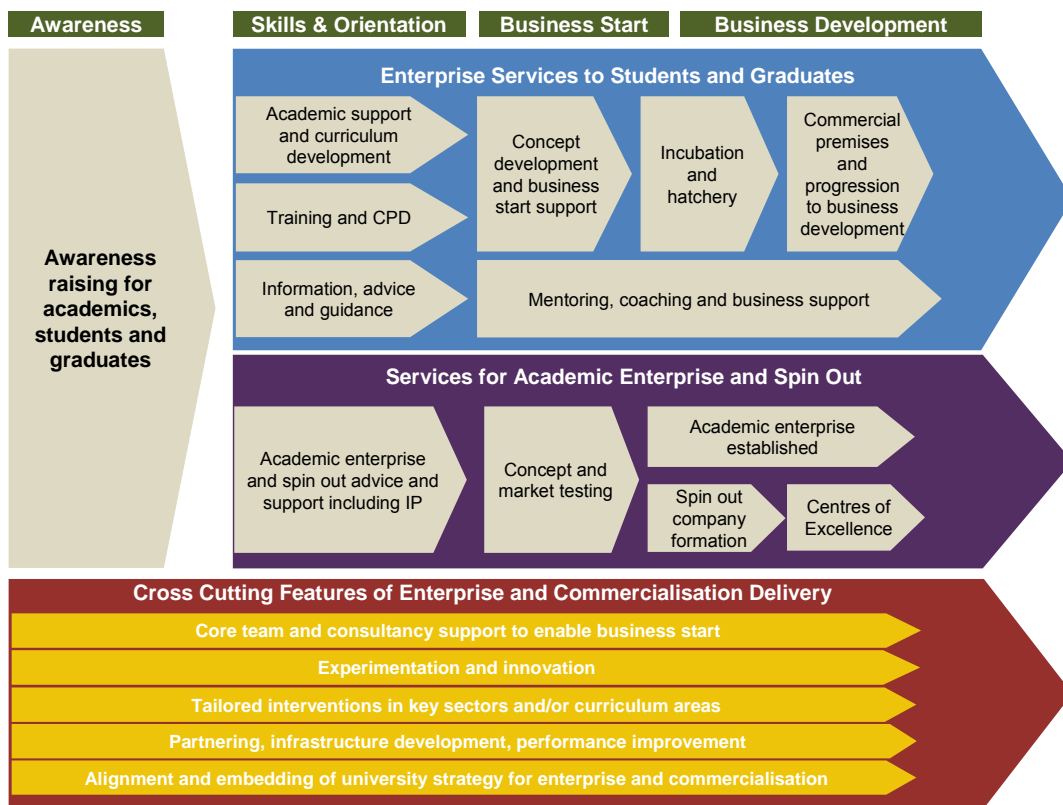 Awareness
Skills & Orientation
Business Start
Business Development
Awareness
raising for
academics,
students and
graduates
Enterprise Services to Students and Graduates
Academic support
and curriculum
development
Training and CPD
Information, advice
and guidance
Concept
development
and business
start support
Incubation
and
hatchery
Commercial
premises
and
progression
to business
development
Mentoring, coaching and business support
Services for Academic Enterprise and Spin Out
Academic enterprise
and spin out advice and
support including IP
Concept and
market testing
Academic enterprise
established
Spin out
company
formation
Centres of
Excellence
Cross Cutting Features of Enterprise and Commercialisation Delivery
Core team and consultancy support to enable business start
Experimentation and innovation
Tailored interventions in key sectors and/or curriculum areas
Partnering, infrastructure development, performance improvement
Alignment and embedding of university strategy for enterprise and commercialisation